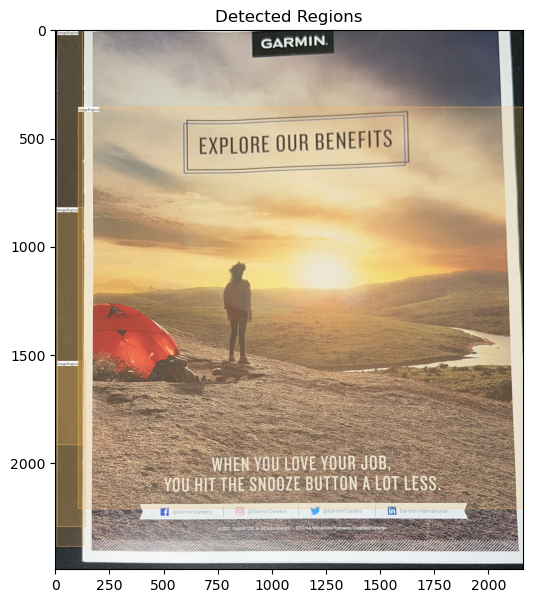 Detected Regions
GARMIN.
EXPLORE OUR BENEFITS
WHEN YOU LOVE YOUR JOB,
YOU HIT THE SNOOZE BUTTON A LOT LESS.
@GarminCareers @GarminCareers @GarminCareers Garmin International
0
500
1000
1500
2000
0 250 500 750 1000 1250 1500 1750 2000